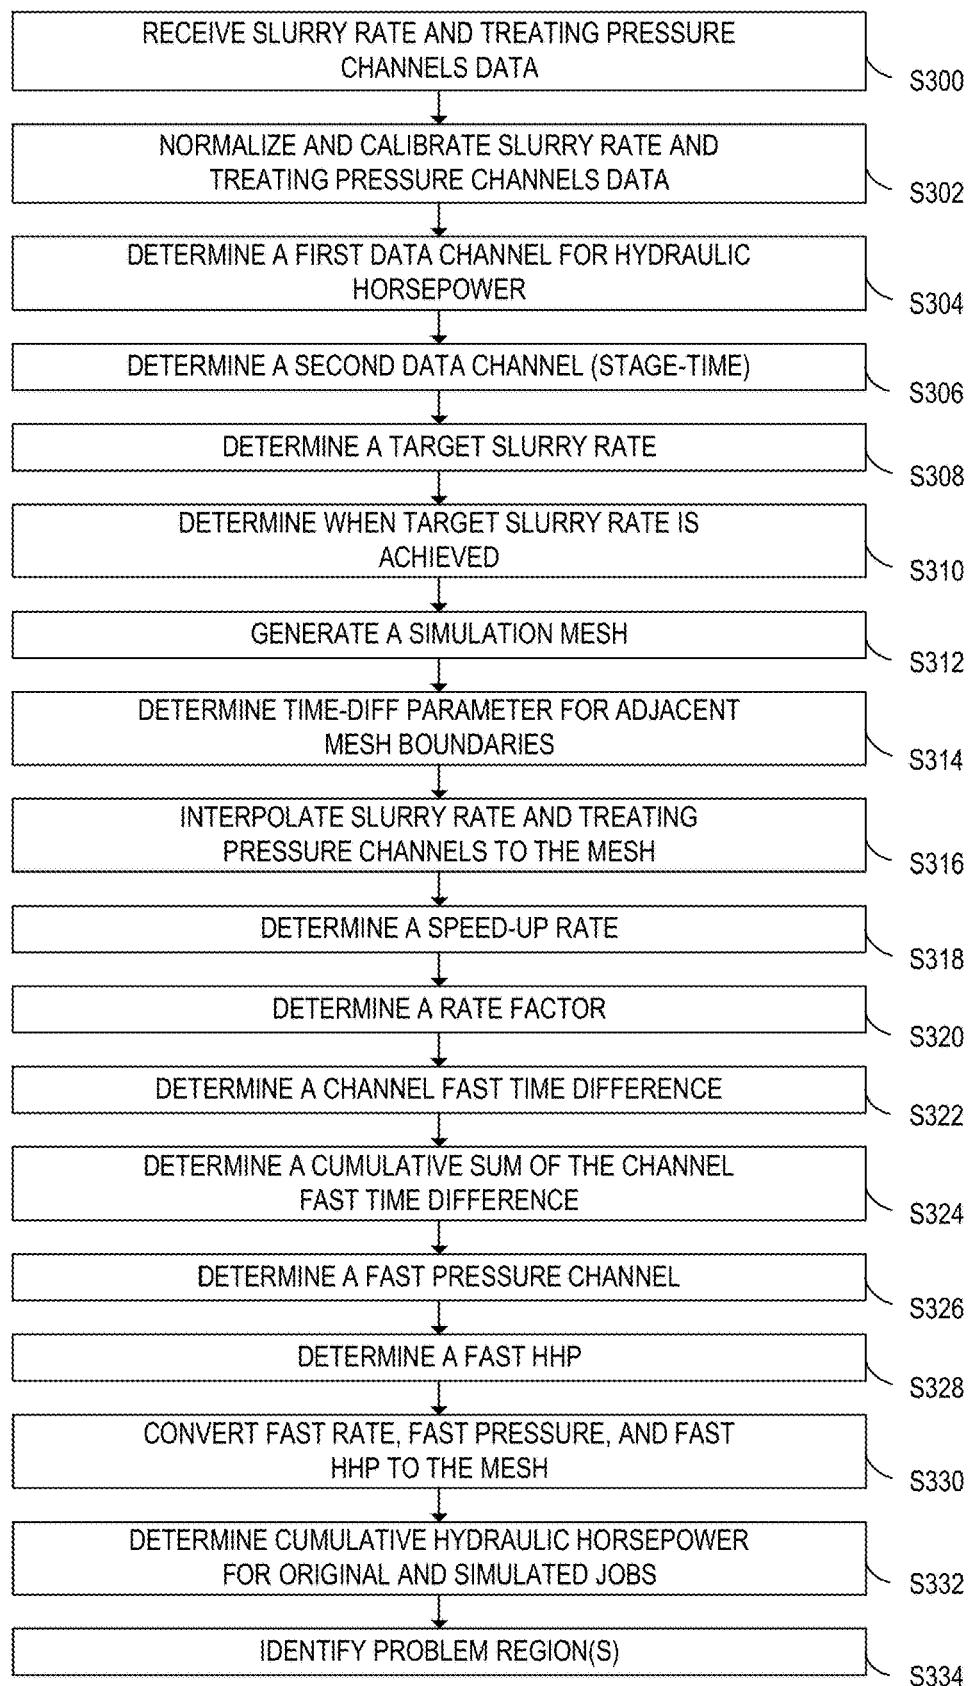 RECEIVE SLURRY RATE AND TREATING PRESSURE
CHANNELS DATA
S300
NORMALIZE AND CALIBRATE SLURRY RATE AND
TREATING PRESSURE CHANNELS DATA
S302
DETERMINE A FIRST DATA CHANNEL FOR HYDRAULIC
HORSEPOWER
S304
DETERMINE A SECOND DATA CHANNEL (STAGE-TIME)
S306
DETERMINE A TARGET SLURRY RATE
S308
DETERMINE WHEN TARGET SLURRY RATE IS
ACHIEVED
S310
GENERATE A SIMULATION MESH
S312
DETERMINE TIME-DIFF PARAMETER FOR ADJACENT
MESH BOUNDARIES
S314
INTERPOLATE SLURRY RATE AND TREATING
PRESSURE CHANNELS TO THE MESH
S316
DETERMINE A SPEED-UP RATE
S318
DETERMINE A RATE FACTOR
S320
DETERMINE A CHANNEL FAST TIME DIFFERENCE
S322
DETERMINE A CUMULATIVE SUM OF THE CHANNEL
FAST TIME DIFFERENCE
S324
DETERMINE A FAST PRESSURE CHANNEL
S326
DETERMINE A FAST HHP
S328
CONVERT FAST RATE, FAST PRESSURE, AND FAST
HHP TO THE MESH
S330
DETERMINE CUMULATIVE HYDRAULIC HORSEPOWER
FOR ORIGINAL AND SIMULATED JOBS
S332
IDENTIFY PROBLEM REGION(S)
S334